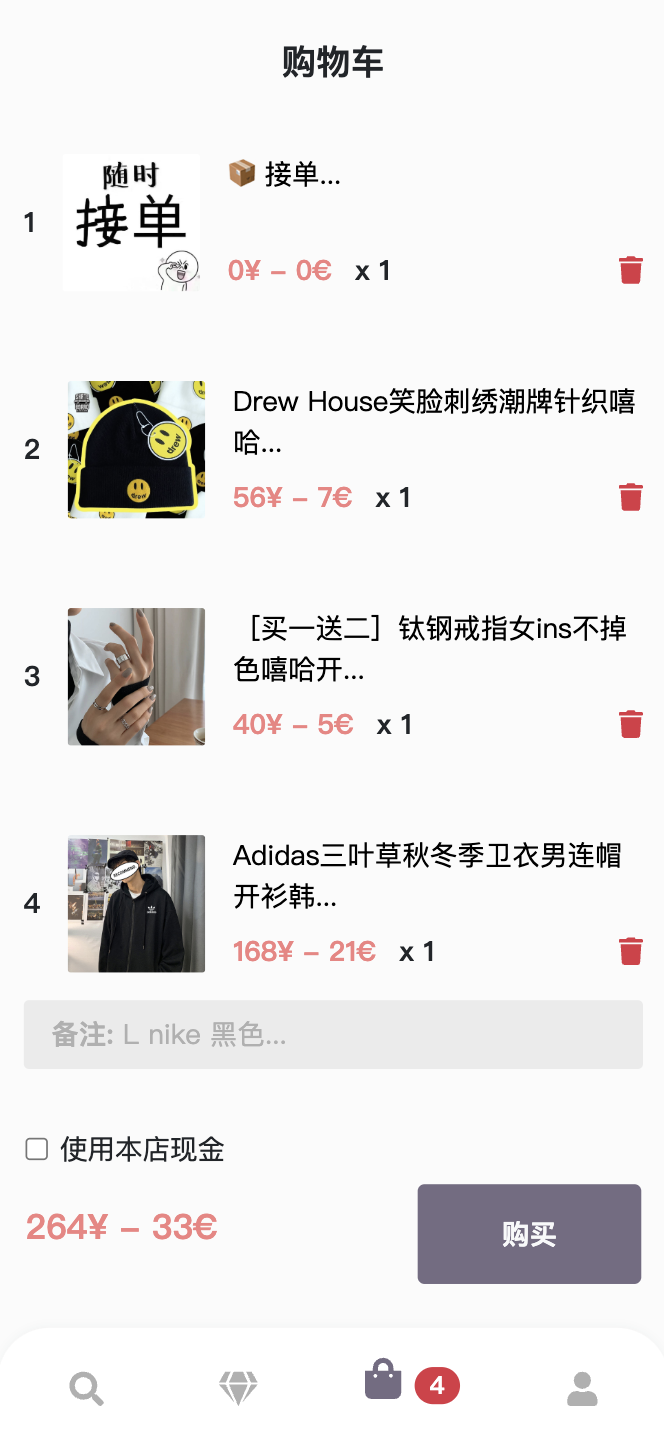 购物车
1
随时
接单
📦 接单...
0¥ – 0€ x 1
2
drew
drew
Drew House笑脸刺绣潮牌针织嘻
哈...
56¥ – 7€ x 1
3
［买一送二］钛钢戒指女ins不掉
色嘻哈开...
40¥ – 5€ x 1
4
RECOMMEND
Adidas三叶草秋冬季卫衣男连帽
开衫韩...
168¥ – 21€ x 1
备注: L nike 黑色...
使用本店现金
264¥ – 33€
购买
4